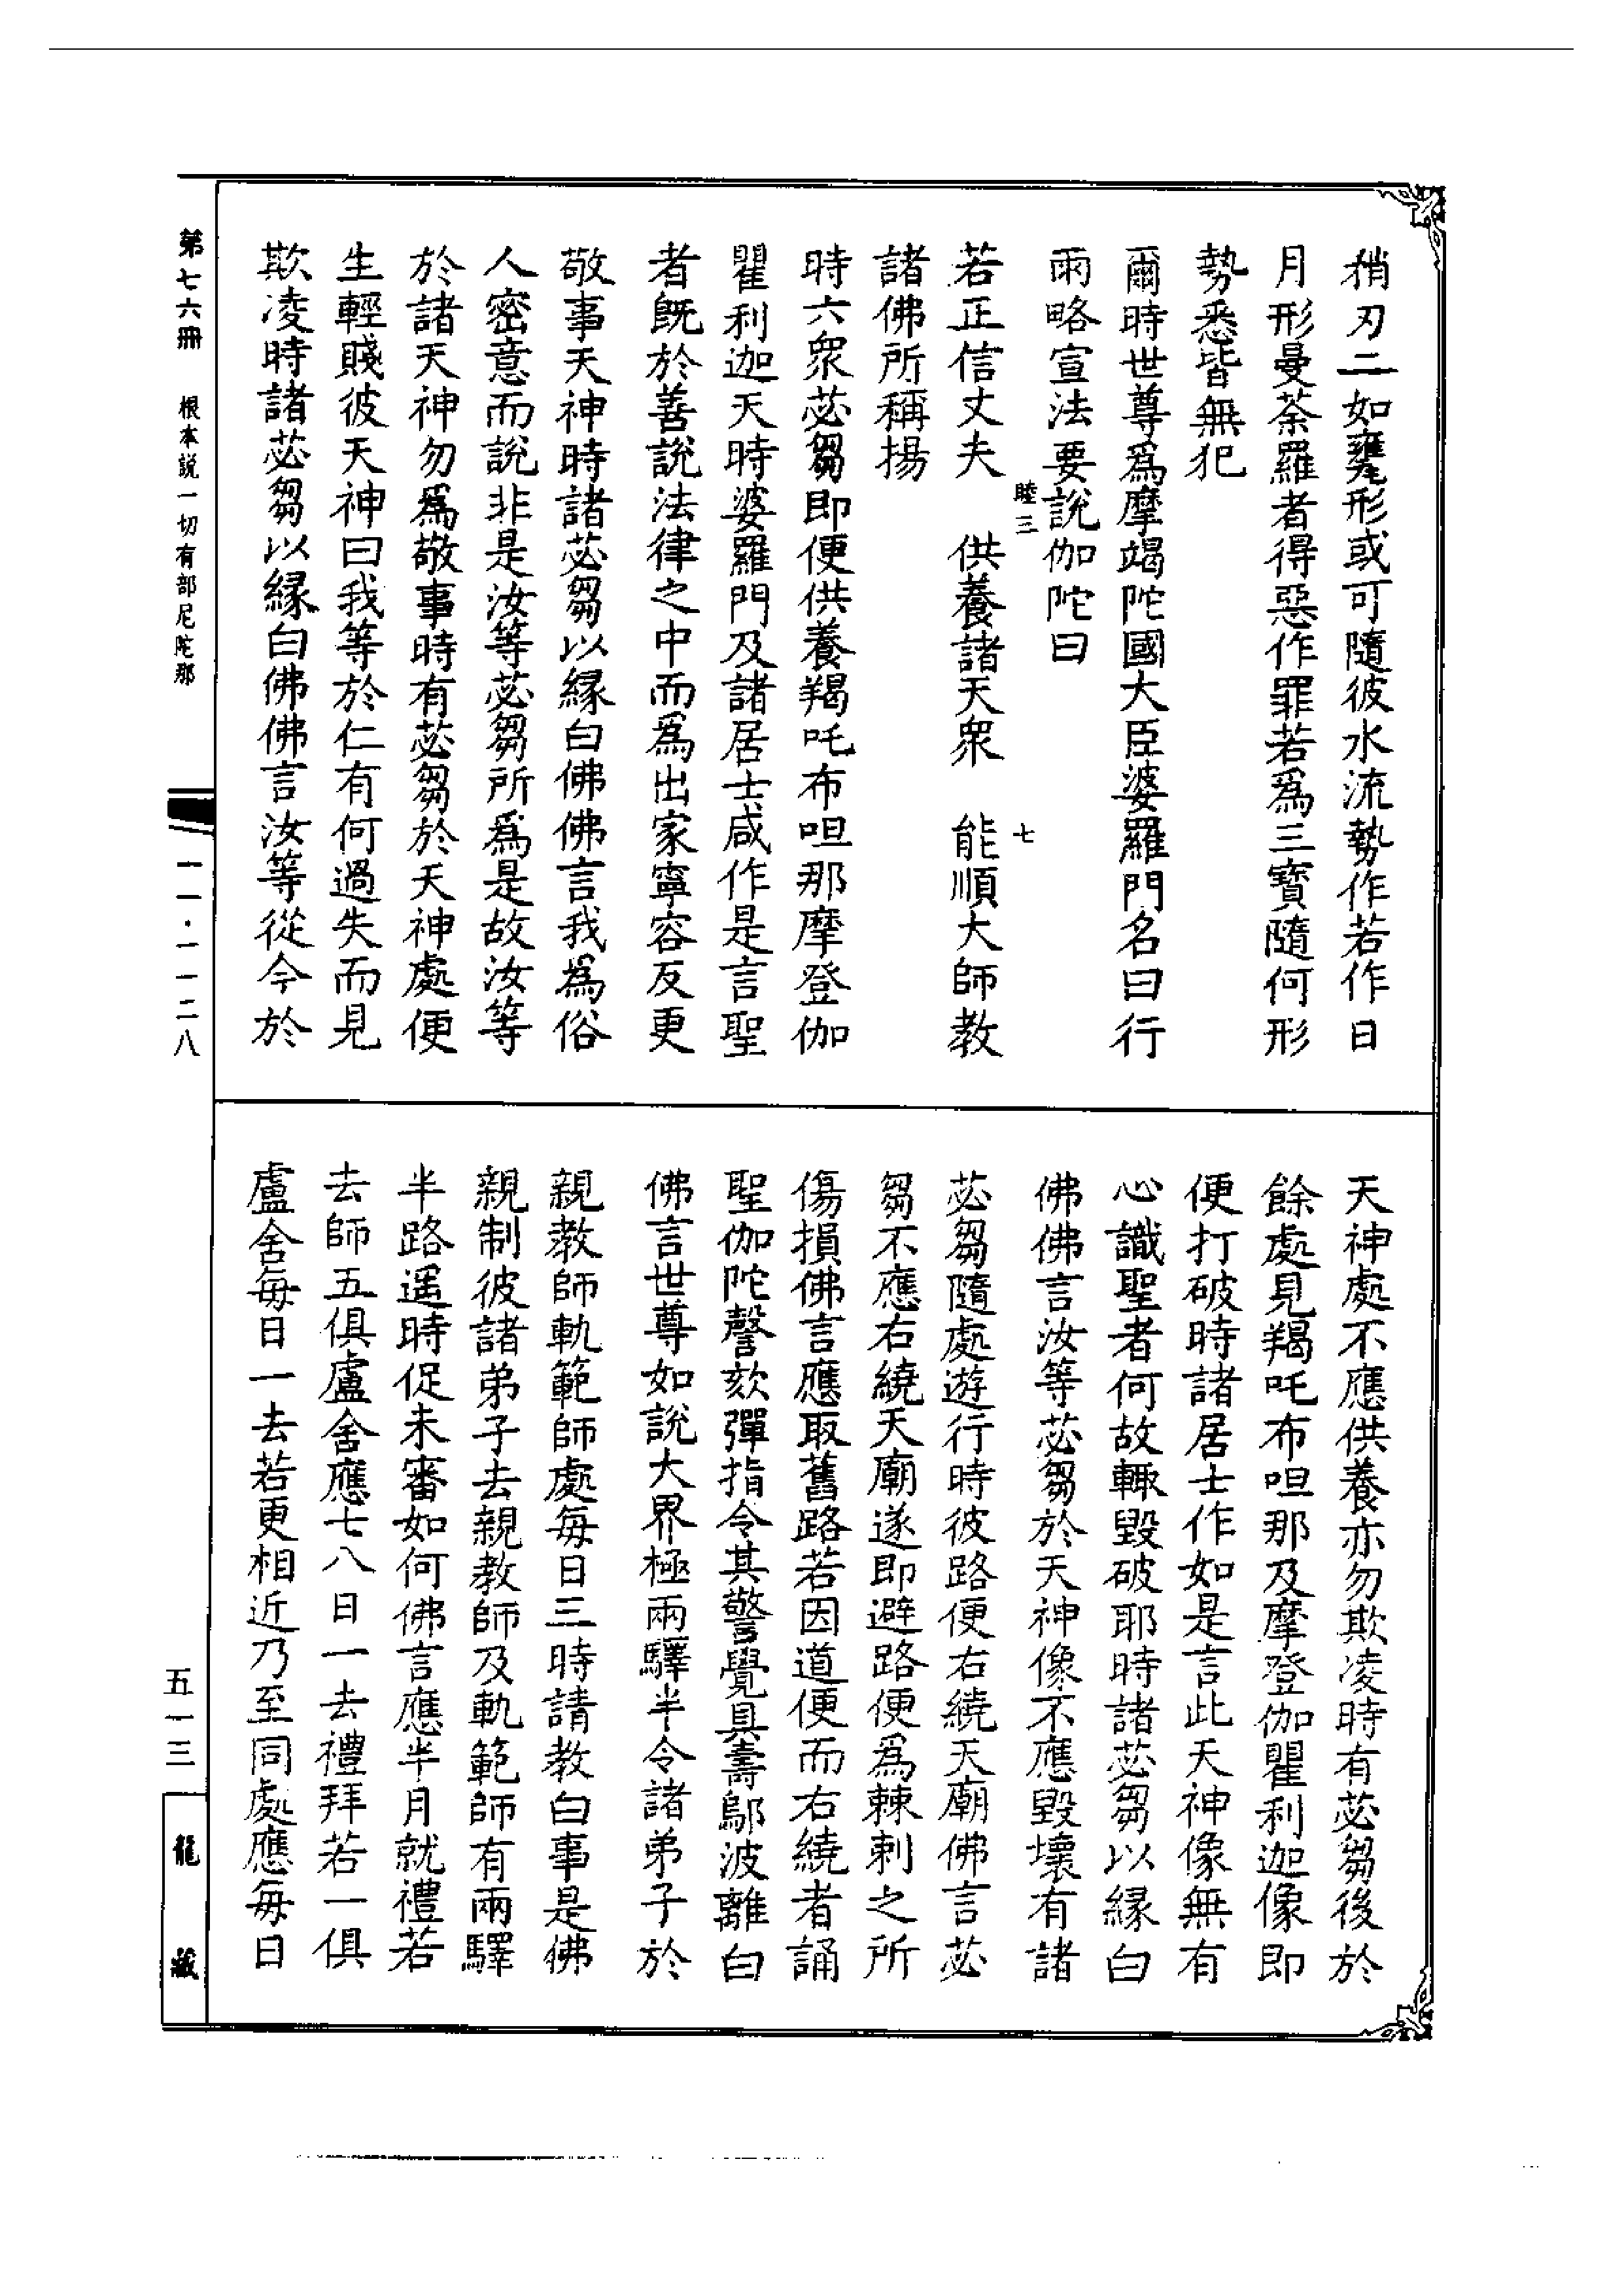 稍刃二如甕形或可隨彼水流勢作若作日
月形曼荼羅者得惡作罪若為三寶隨何形
勢悉皆無犯
爾時世尊為摩竭陀國大臣婆羅門名曰行
雨略宣法要說伽陀曰
睦三　七
若正信丈夫　供養諸天衆　能順大師教
諸佛所稱揚
時六衆苾芻即便供養羯吒布呾那摩登伽
瞿利迦天時婆羅門及諸居士咸作是言聖
者既於善說法律之中而為出家寧容反更
敬事天神時諸苾芻以緣白佛佛言我為俗
人密意而說非是汝等苾芻所為是故汝等
於諸天神勿為敬事時有苾芻於天神處便
生輕賤彼天神曰我等於仁有何過失而見
欺凌時諸苾芻以緣白佛佛言汝等從今於
第七六冊　根本説一切有部尼陀那
一一·一一二八
天神處不應供養亦勿欺凌時有苾芻後於
餘處見羯吒布呾那及摩登伽瞿利迦像即
便打破時諸居士作如是言此天神像無有
心識聖者何故輙毀破耶時諸苾芻以緣白
佛佛言汝等苾芻於天神像不應毀壞有諸
苾芻隨處遊行時彼路便右繞天廟佛言苾
芻不應右繞天廟遂即避路便為棘刺之所
傷損佛言應取舊路若因道便而右繞者誦
聖伽陀謦欬彈指令其警覺具壽鄔波離白
佛言世尊如說大界極兩驛半令諸弟子於
親教師軌範師處每日三時請教白事是佛
親制彼諸弟子去親教師及軌範師有兩驛
半路遥時促未審如何佛言應半月就禮若
去師五俱盧舍應七八日一去禮拜若一俱
盧舍每日一去若更相近乃至同處應每日
五一三
龍藏